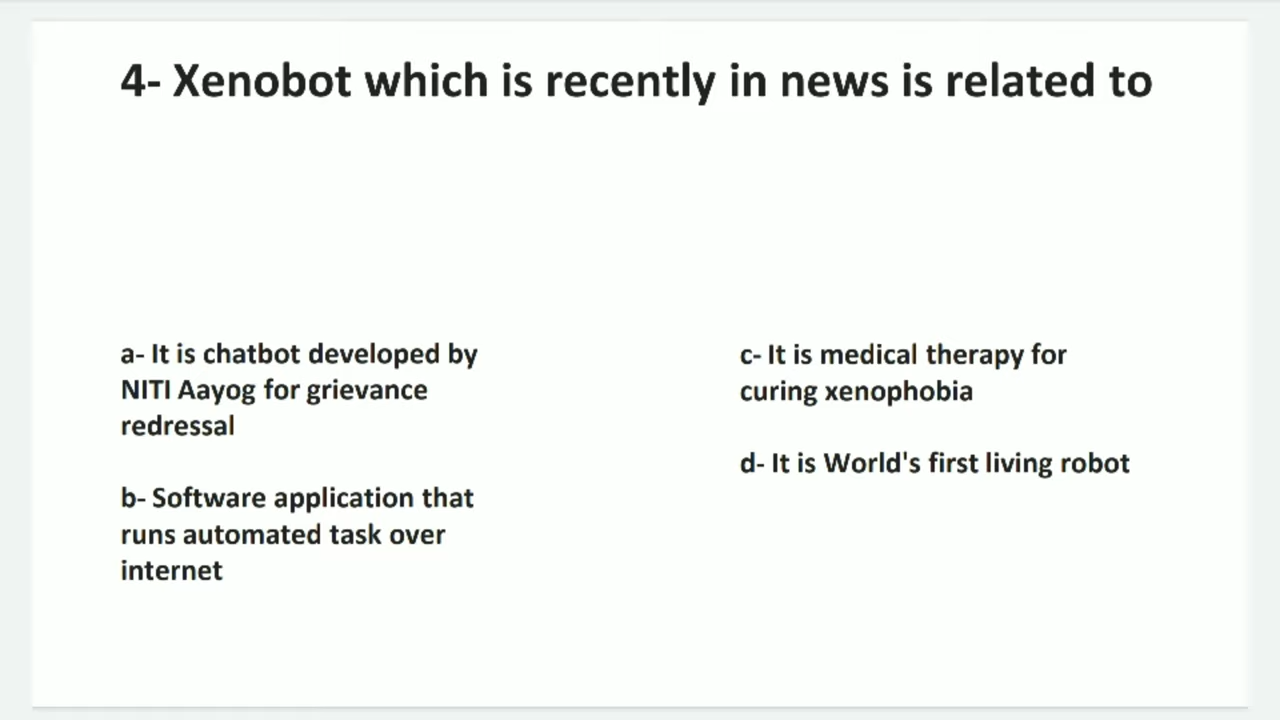 4- Xenobot which is recently in news is related to
a- It is chatbot developed by
NITI Aayog for grievance
redressal
b- Software application that
runs automated task over
internet
c- It is medical therapy for
curing xenophobia
d- It is World's first living robot